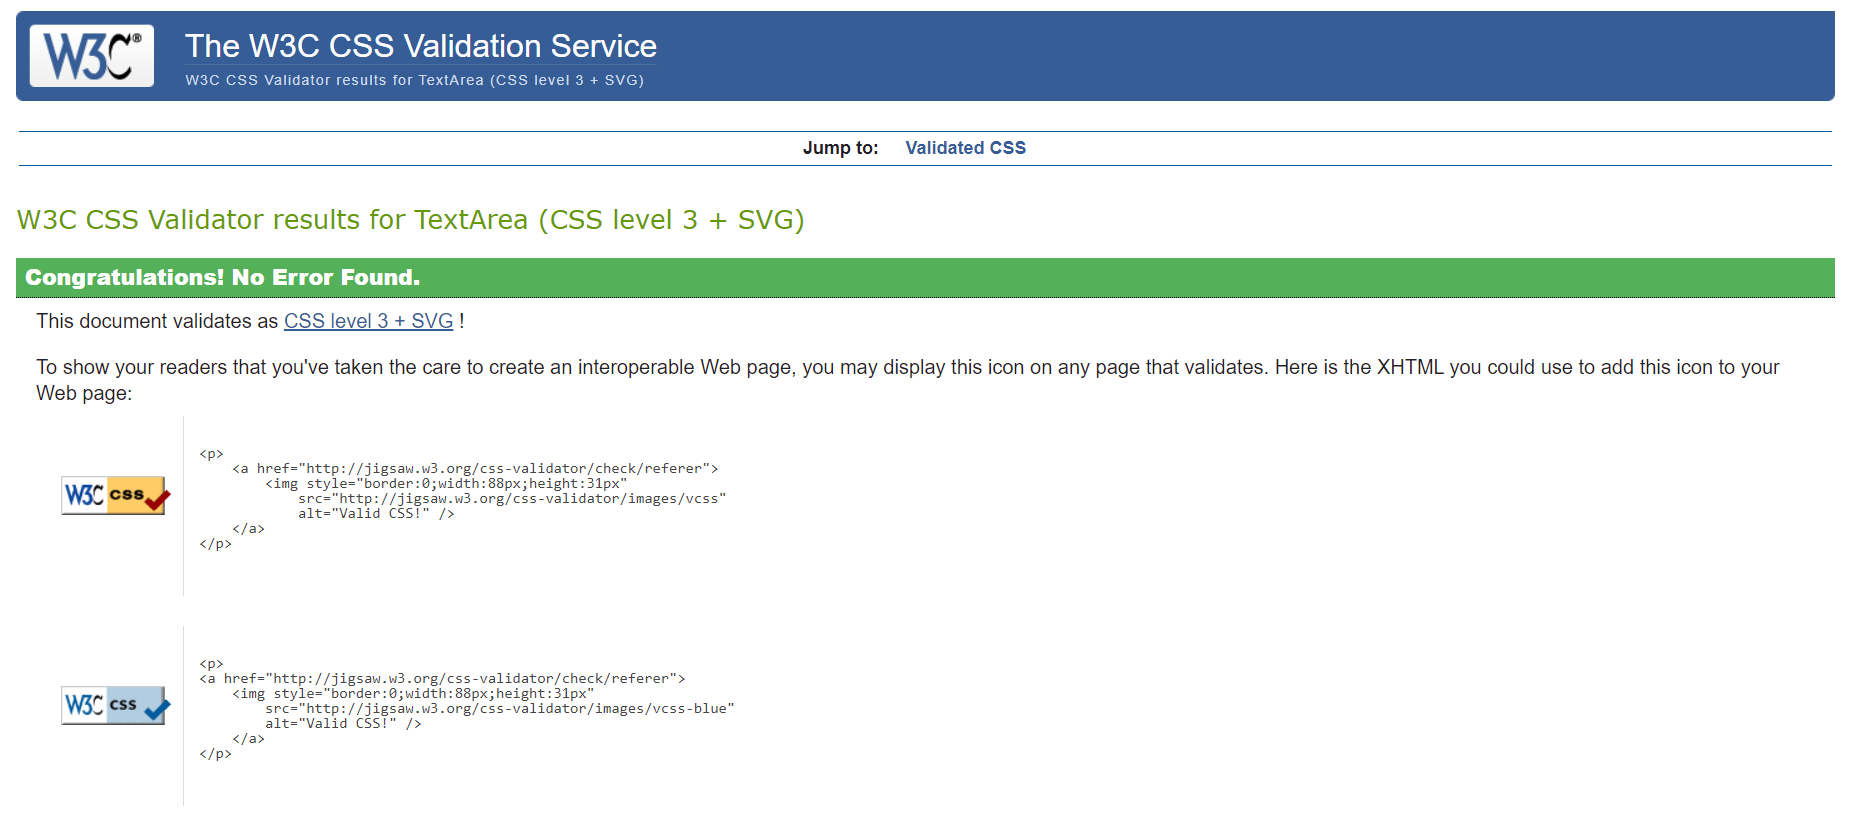 W3C®
The W3C CSS Validation Service
W3C CSS Validator results for TextArea (CSS level 3 + SVG)
Jump to: Validated CSS
W3C CSS Validator results for TextArea (CSS level 3 + SVG)
Congratulations! No Error Found.
This document validates as CSS level 3 + SVG !
To show your readers that you've taken the care to create an interoperable Web page, you may display this icon on any page that validates. Here is the XHTML you could use to add this icon to your
Web page:
W3C css
<p>
    <a href="http://jigsaw.w3.org/css-validator/check/referer">
        <img style="border:0;width:88px;height:31px"
            src="http://jigsaw.w3.org/css-validator/images/vcss"
            alt="Valid CSS!" />
    </a>
</p>
W3C css
<p>
<a href="http://jigsaw.w3.org/css-validator/check/referer">
    <img style="border:0;width:88px;height:31px"
        src="http://jigsaw.w3.org/css-validator/images/vcss-blue"
        alt="Valid CSS!" />
    </a>
</p>